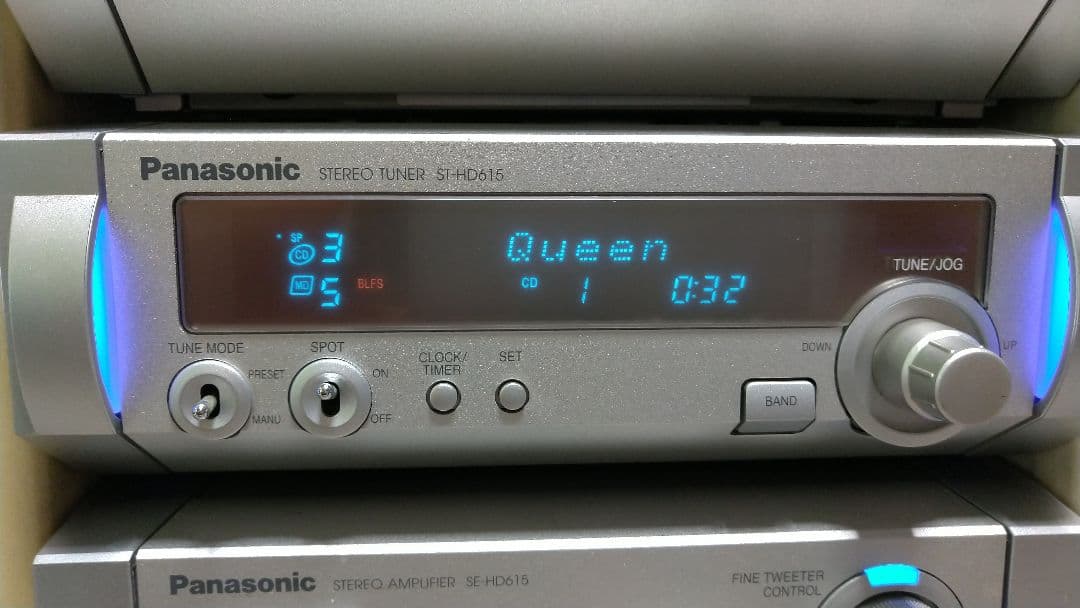 Panasonic STEREO TUNER ST-HD615
SP
CD 3 Queen
MD 5 BLFS CD 1 0:32
TUNE/JOG
DOWN UP
TUNE MODE SPOT CLOCK/ SET
TIMER
PRESET ON
MANU OFF
BAND
Panasonic STEREO AMPLIFIER SE-HD615
FINE TWEETER
CONTROL